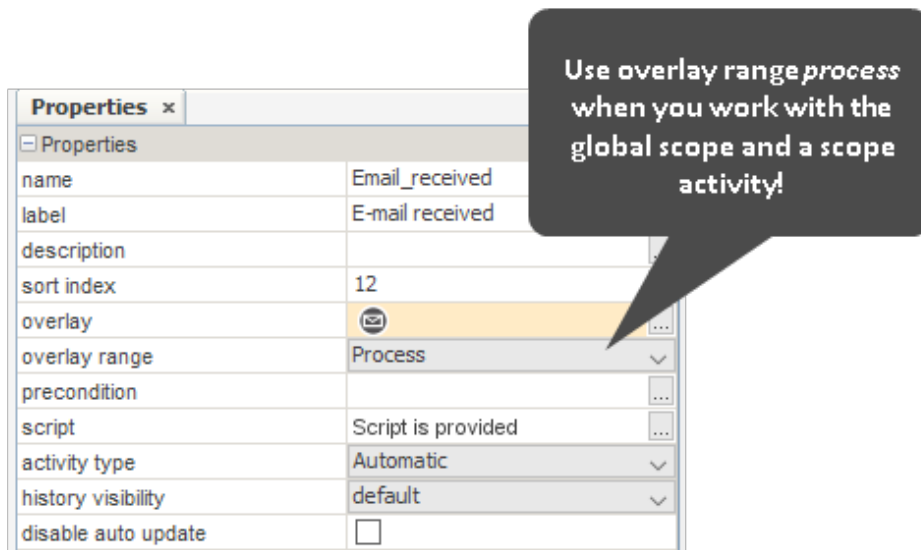 Use overlay range process
when you work with the
global scope and a scope
activity!
Properties ×
Properties
name Email_received
label E-mail received
description ...
sort index 12
overlay ...
overlay range Process
precondition ...
script Script is provided ...
activity type Automatic
history visibility default
disable auto update